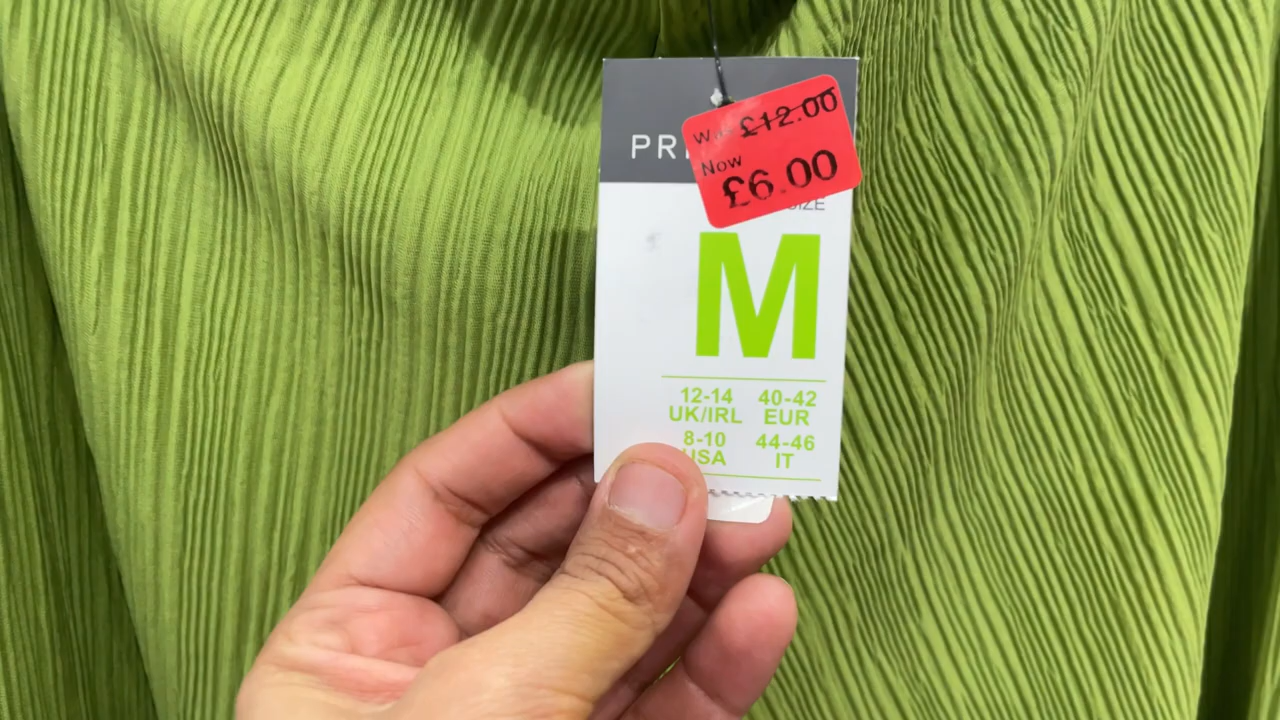 PRI
Was £12.00
Now
£6.00
SIZE
M
12-14
UK/IRL
40-42
EUR
8-10
USA
44-46
IT